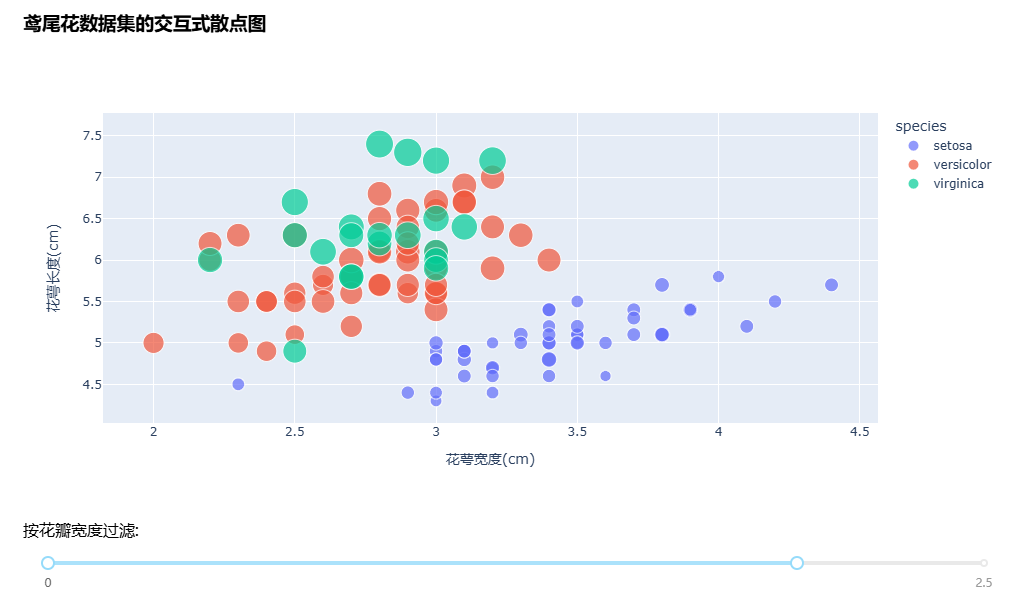 鸢尾花数据集的交互式散点图
species
setosa
versicolor
virginica
花萼长度(cm)
7.5
7
6.5
6
5.5
5
4.5
2
2.5
3
3.5
4
4.5
花萼宽度(cm)
按花瓣宽度过滤:
0
2.5